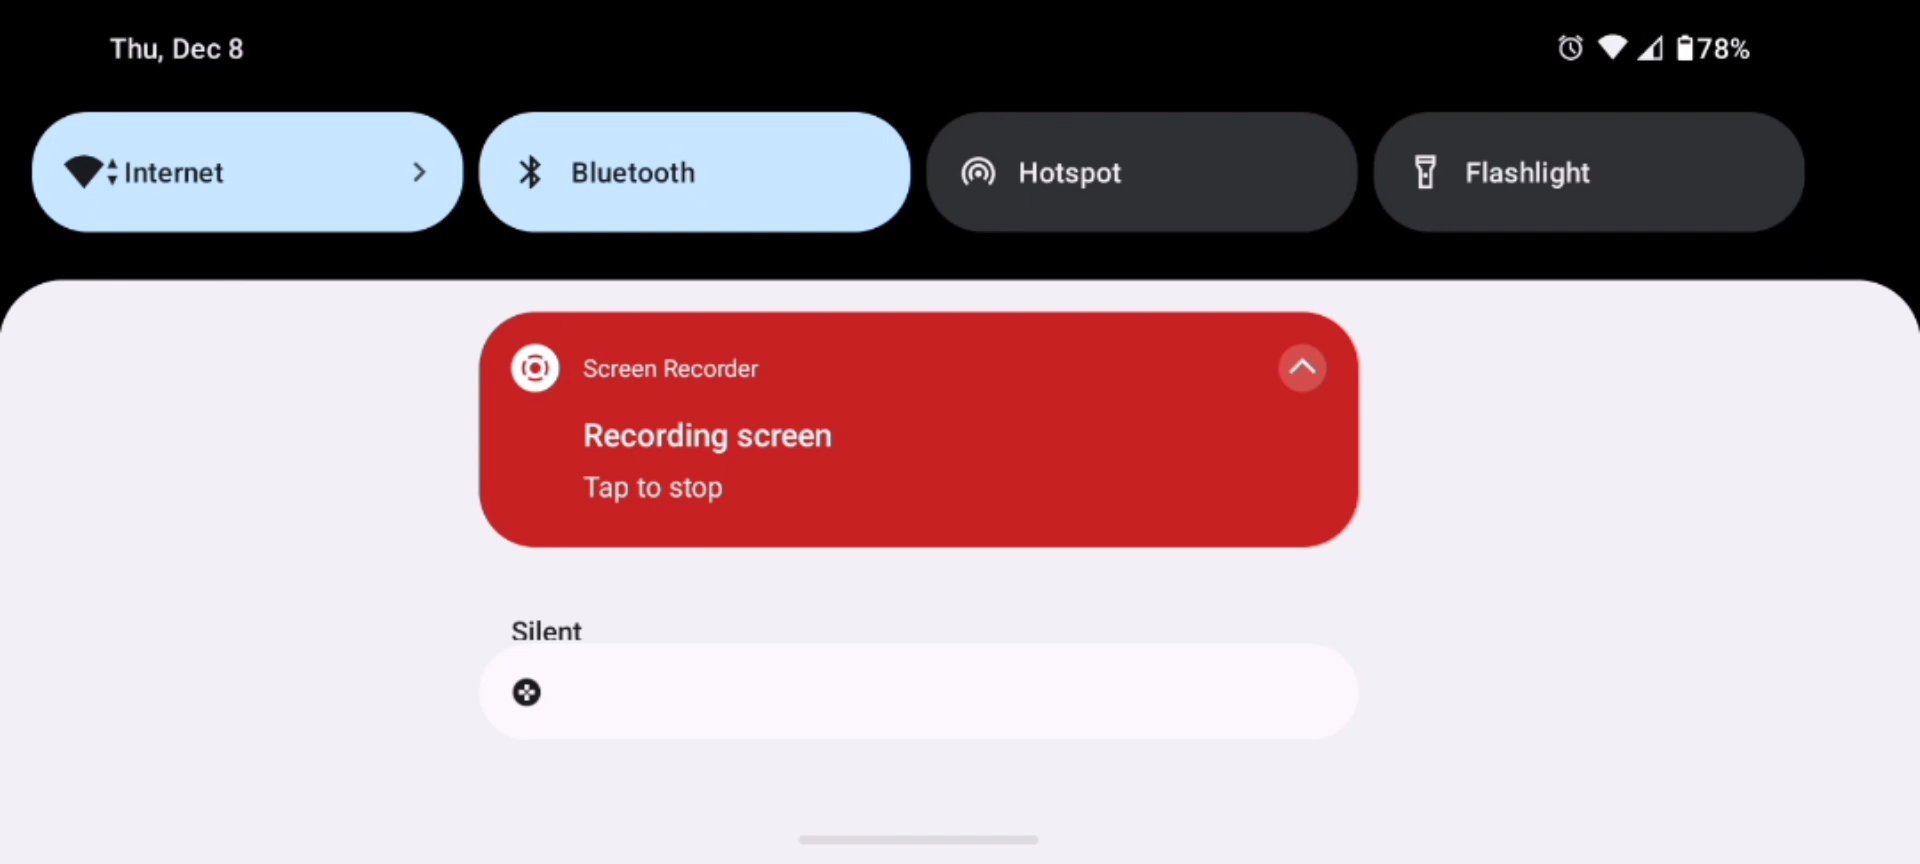 Thu, Dec 8
78%
Internet
Bluetooth
Hotspot
Flashlight
Screen Recorder
Recording screen
Tap to stop
Silent